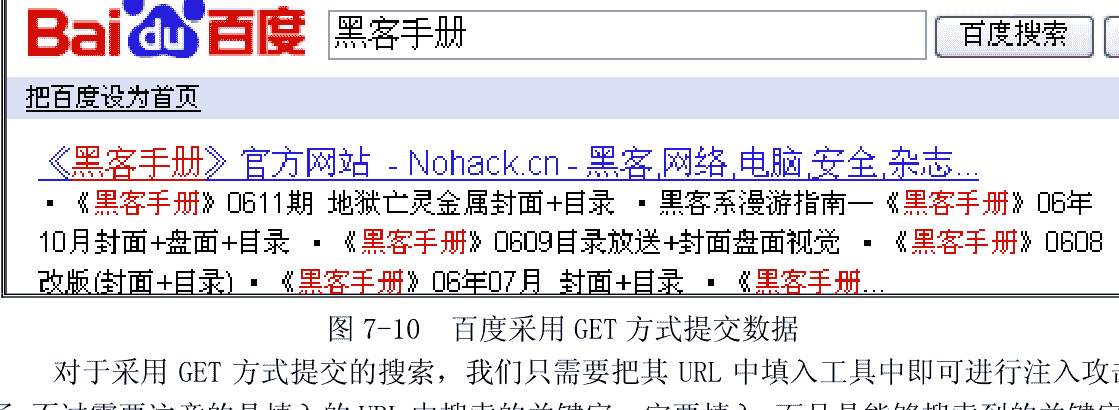 Baidu百度 黑客手册 百度搜索
把百度设为首页
《黑客手册》官方网站 - Nohack.cn - 黑客,网络,电脑,安全,杂志...
▪ 《黑客手册》0611期 地狱亡灵金属封面+目录 ▪ 黑客系漫游指南—《黑客手册》06年
10月封面+盘面+目录 ▪ 《黑客手册》0609目录放送+封面盘面视觉 ▪ 《黑客手册》0608
改版(封面+目录) ▪ 《黑客手册》06年07月 封面+目录 ▪ 《黑客手册...
图 7-10 百度采用 GET 方式提交数据
对于采用 GET 方式提交的搜索，我们只需要把其 URL 中填入工具中即可进行注入攻击